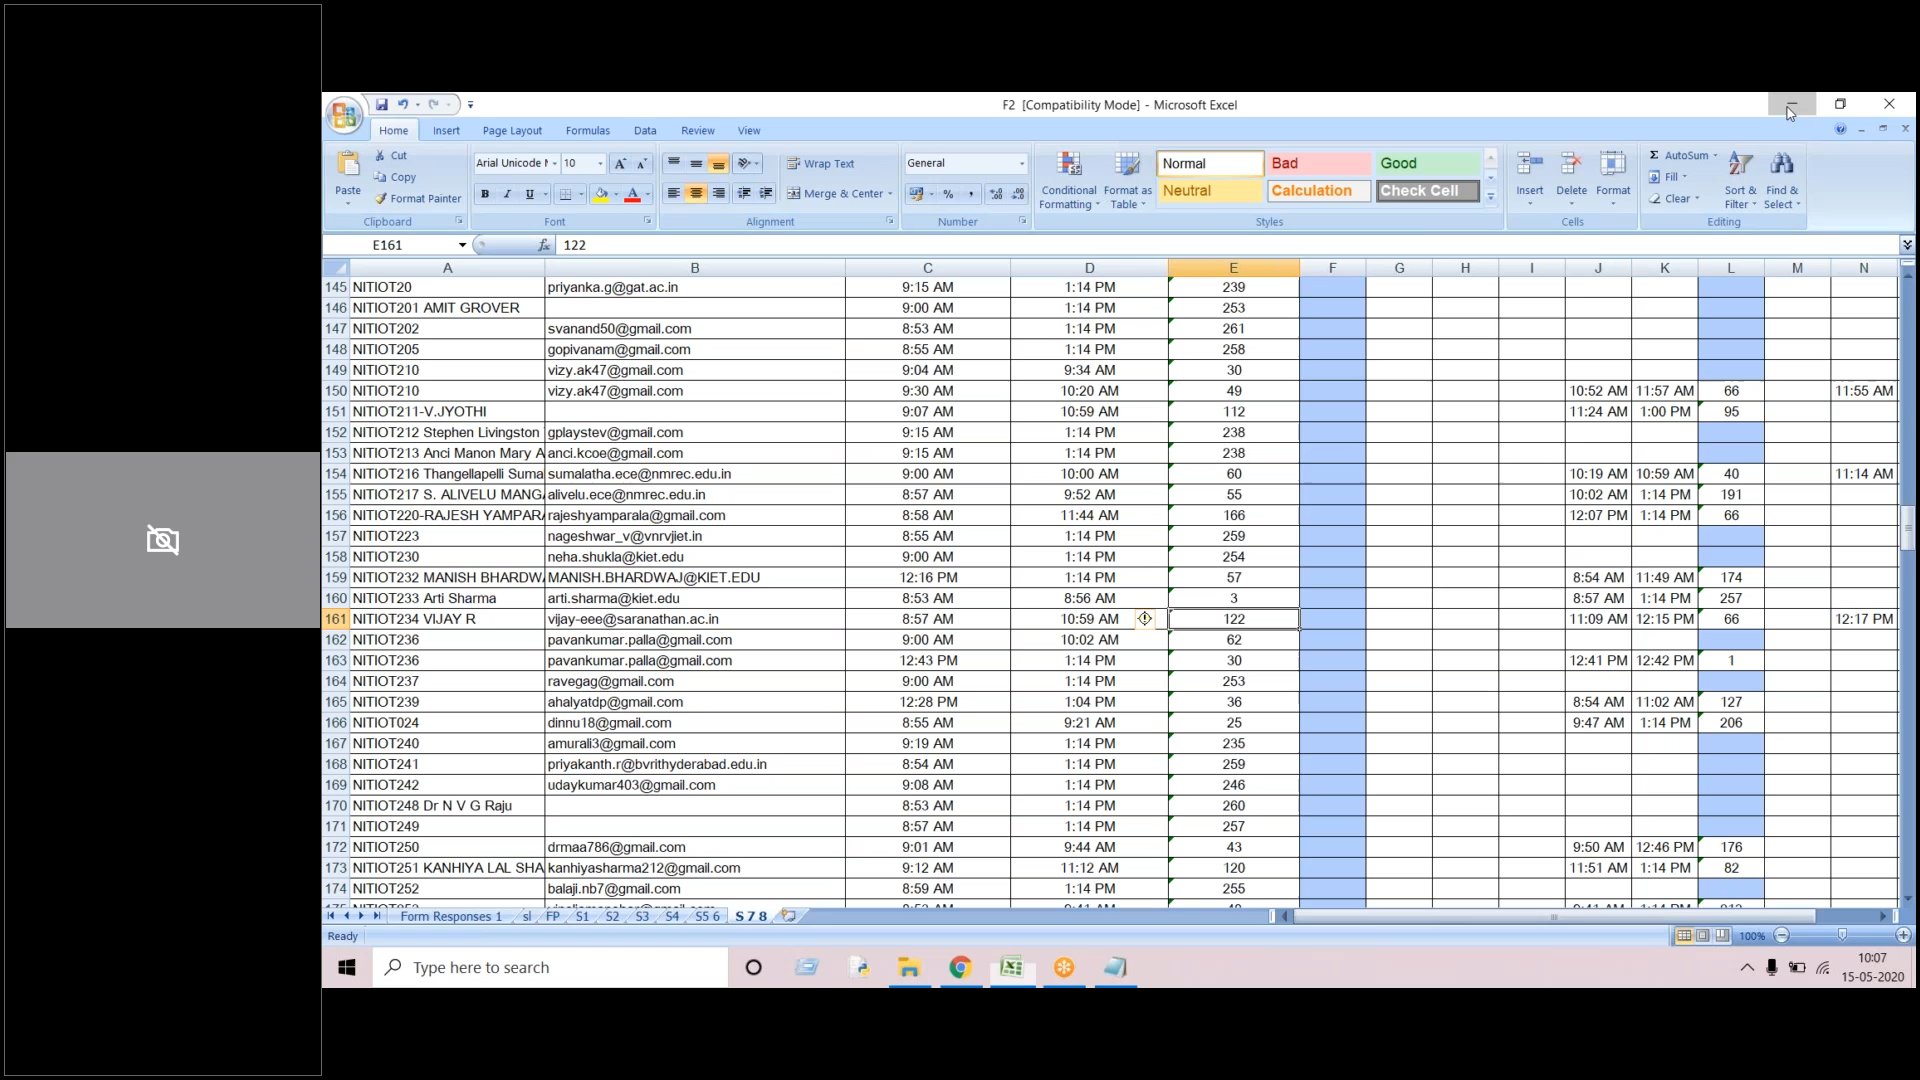 F2 [Compatibility Mode] - Microsoft Excel
Home Insert Page Layout Formulas Data Review View
Paste Cut Copy Format Painter Clipboard
Arial Unicode 10 B I U A Font
Wrap Text Merge & Center Alignment
General % , Number
Conditional Formatting Format as Table Normal Bad Good Neutral Calculation Check Cell Styles
Insert Delete Format Cells
Σ AutoSum Fill Clear Sort & Filter Find & Select Editing
E161 fx 122
A B C D E F G H I J K L M N
145 NITIOT20 priyanka.g@gat.ac.in 9:15 AM 1:14 PM 239
146 NITIOT201 AMIT GROVER 9:00 AM 1:14 PM 253
147 NITIOT202 svanand50@gmail.com 8:53 AM 1:14 PM 261
148 NITIOT205 gopivanam@gmail.com 8:55 AM 1:14 PM 258
149 NITIOT210 vizy.ak47@gmail.com 9:04 AM 9:34 AM 30
150 NITIOT210 vizy.ak47@gmail.com 9:30 AM 10:20 AM 49 10:52 AM 11:57 AM 66 11:55 AM
151 NITIOT211-V.JYOTHI 9:07 AM 10:59 AM 112 11:24 AM 1:00 PM 95
152 NITIOT212 Stephen Livingston gplaystev@gmail.com 9:15 AM 1:14 PM 238
153 NITIOT213 Anci Manon Mary A anci.kcoe@gmail.com 9:15 AM 1:14 PM 238
154 NITIOT216 Thangellapelli Suma sumalatha.ece@nmrec.edu.in 9:00 AM 10:00 AM 60 10:19 AM 10:59 AM 40 11:14 AM
155 NITIOT217 S. ALIVELU MANG alivelu.ece@nmrec.edu.in 8:57 AM 9:52 AM 55 10:02 AM 1:14 PM 191
156 NITIOT220-RAJESH YAMPAR rajeshyamparala@gmail.com 8:58 AM 11:44 AM 166 12:07 PM 1:14 PM 66
157 NITIOT223 nageshwar_v@vnrvjiet.in 8:55 AM 1:14 PM 259
158 NITIOT230 neha.shukla@kiet.edu 9:00 AM 1:14 PM 254
159 NITIOT232 MANISH BHARDW MANISH.BHARDWAJ@KIET.EDU 12:16 PM 1:14 PM 57 8:54 AM 11:49 AM 174
160 NITIOT233 Arti Sharma arti.sharma@kiet.edu 8:53 AM 8:56 AM 3 8:57 AM 1:14 PM 257
161 NITIOT234 VIJAY R vijay-eee@saranathan.ac.in 8:57 AM 10:59 AM 122 11:09 AM 12:15 PM 66 12:17 PM
162 NITIOT236 pavankumar.palla@gmail.com 9:00 AM 10:02 AM 62
163 NITIOT236 pavankumar.palla@gmail.com 12:43 PM 1:14 PM 30 12:41 PM 12:42 PM 1
164 NITIOT237 ravegag@gmail.com 9:00 AM 1:14 PM 253
165 NITIOT239 ahalyatdp@gmail.com 12:28 PM 1:04 PM 36 8:54 AM 11:02 AM 127
166 NITIOT024 dinnu18@gmail.com 8:55 AM 9:21 AM 25 9:47 AM 1:14 PM 206
167 NITIOT240 amurali3@gmail.com 9:19 AM 1:14 PM 235
168 NITIOT241 priyakanth.r@bvrithyderabad.edu.in 8:54 AM 1:14 PM 259
169 NITIOT242 udaykumar403@gmail.com 9:08 AM 1:14 PM 246
170 NITIOT248 Dr N V G Raju 8:53 AM 1:14 PM 260
171 NITIOT249 8:57 AM 1:14 PM 257
172 NITIOT250 drmaa786@gmail.com 9:01 AM 9:44 AM 43 9:50 AM 12:46 PM 176
173 NITIOT251 KANHIYA LAL SHA kanhiyasharma212@gmail.com 9:12 AM 11:12 AM 120 11:51 AM 1:14 PM 82
174 NITIOT252 balaji.nb7@gmail.com 8:59 AM 1:14 PM 255
Form Responses 1 sl FP S1 S2 S3 S4 S5 6 S 7 8
Ready 100%
Type here to search
10:07
15-05-2020